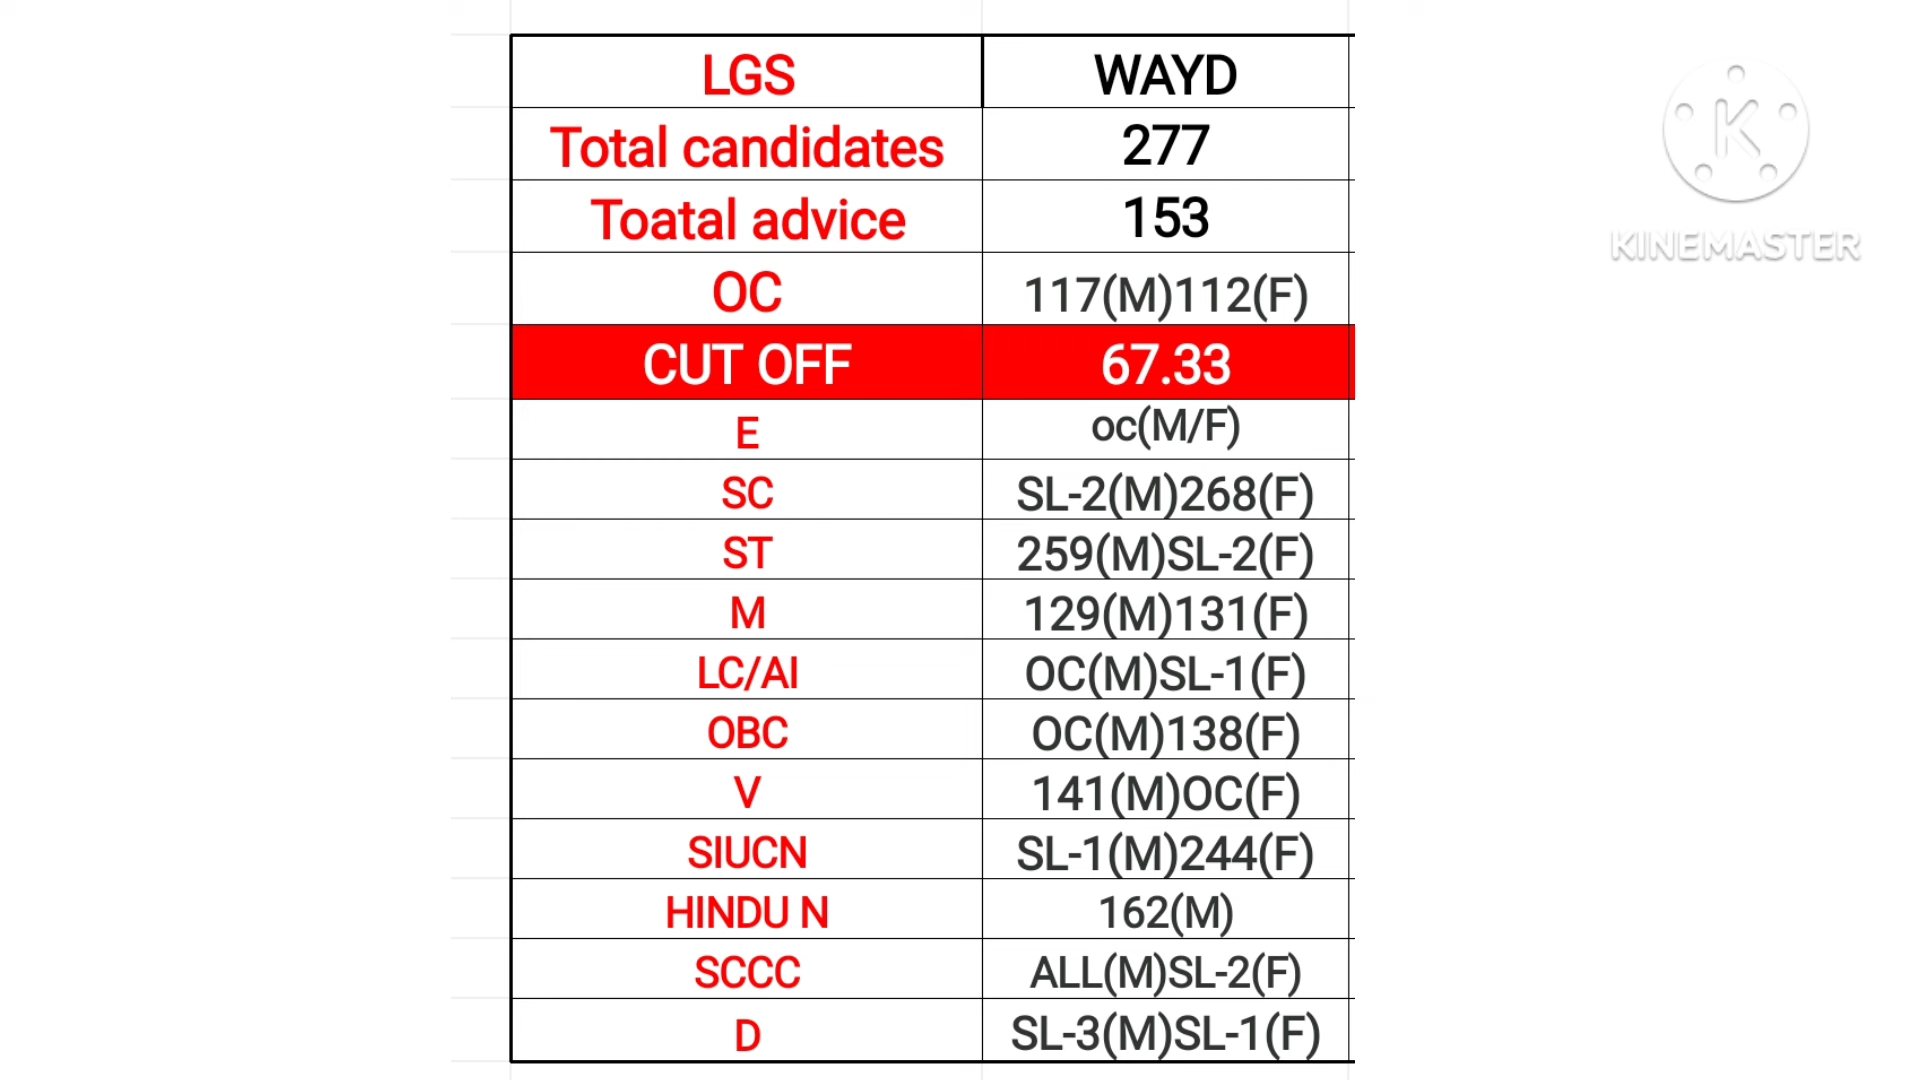 LGS WAYD
Total candidates 277
Toatal advice 153
OC 117(M)112(F)
CUT OFF 67.33
E oc(M/F)
SC SL-2(M)268(F)
ST 259(M)SL-2(F)
M 129(M)131(F)
LC/AI OC(M)SL-1(F)
OBC OC(M)138(F)
V 141(M)OC(F)
SIUCN SL-1(M)244(F)
HINDU N 162(M)
SCCC ALL(M)SL-2(F)
D SL-3(M)SL-1(F)
K
KINEMASTER